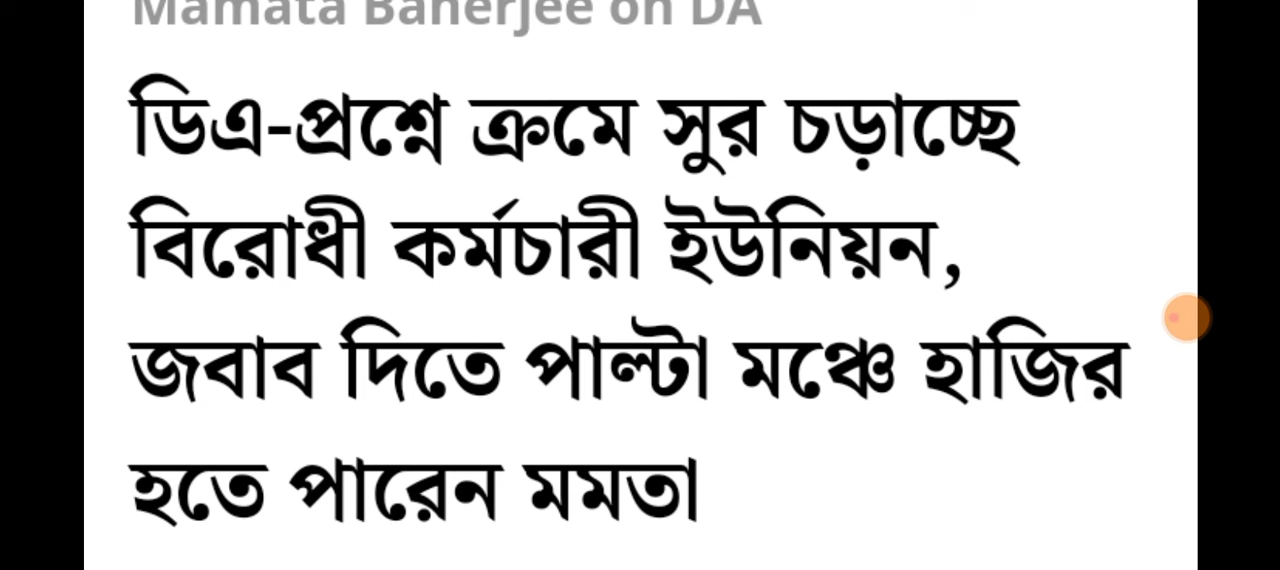 Mamata Banerjee on DA
ডিএ-প্রশ্নে ক্রমে সুর চড়াচ্ছে
বিরোধী কর্মচারী ইউনিয়ন,
জবাব দিতে পাল্টা মঞ্চে হাজির
হতে পারেন মমতা